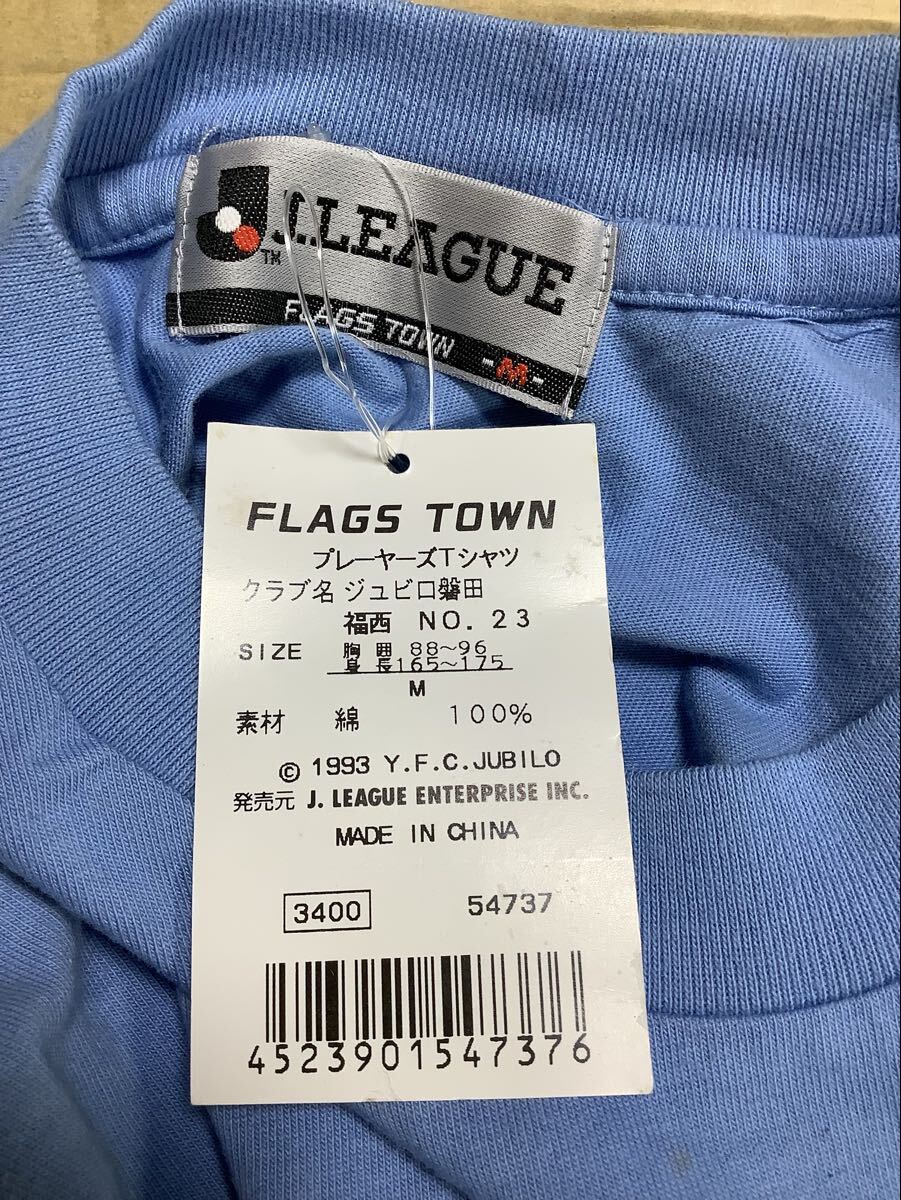 J.LEAGUE
TM
FLAGS TOWN -M-
FLAGS TOWN
プレーヤーズTシャツ
クラブ名 ジュビロ磐田
福西 NO.23
SIZE 胸囲 88~96
身長165~175
M
素材 綿 100%
© 1993 Y.F.C.JUBILO
発売元 J. LEAGUE ENTERPRISE INC.
MADE IN CHINA
3400 54737
4523901547376